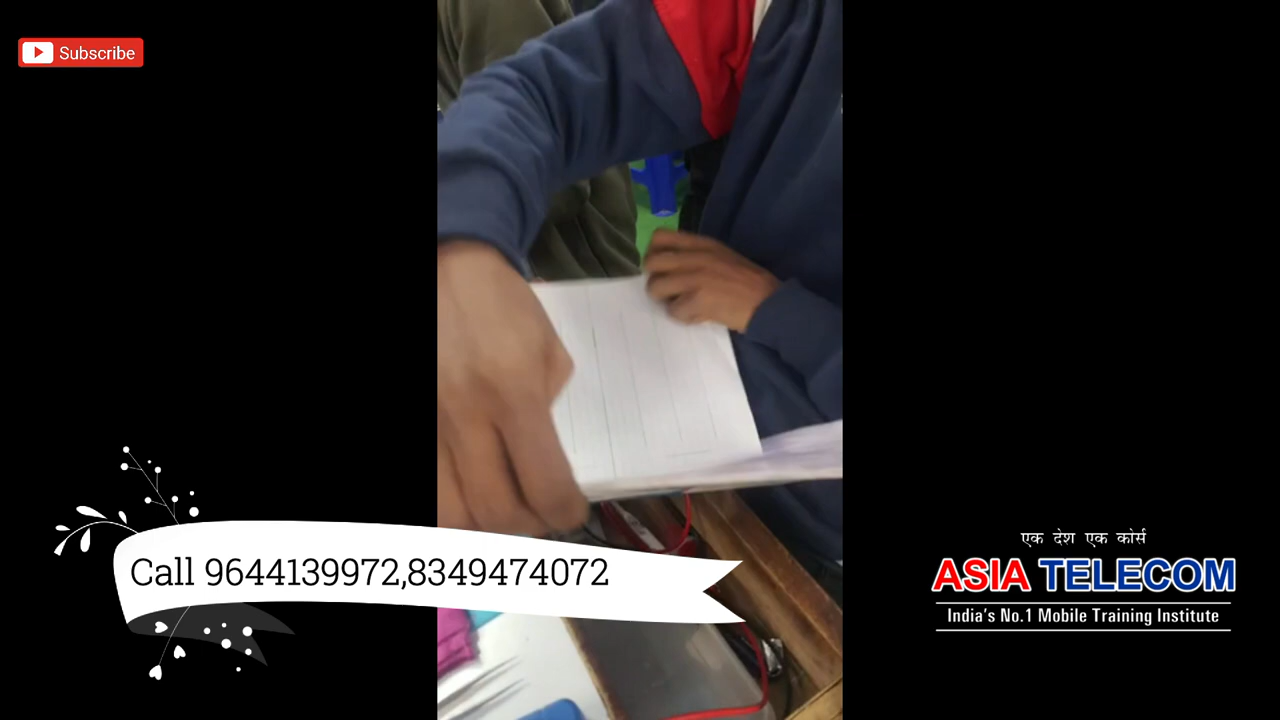 Subscribe
Call 9644139972,8349474072
एक देश एक कोर्स
ASIA TELECOM
India's No.1 Mobile Training Institute